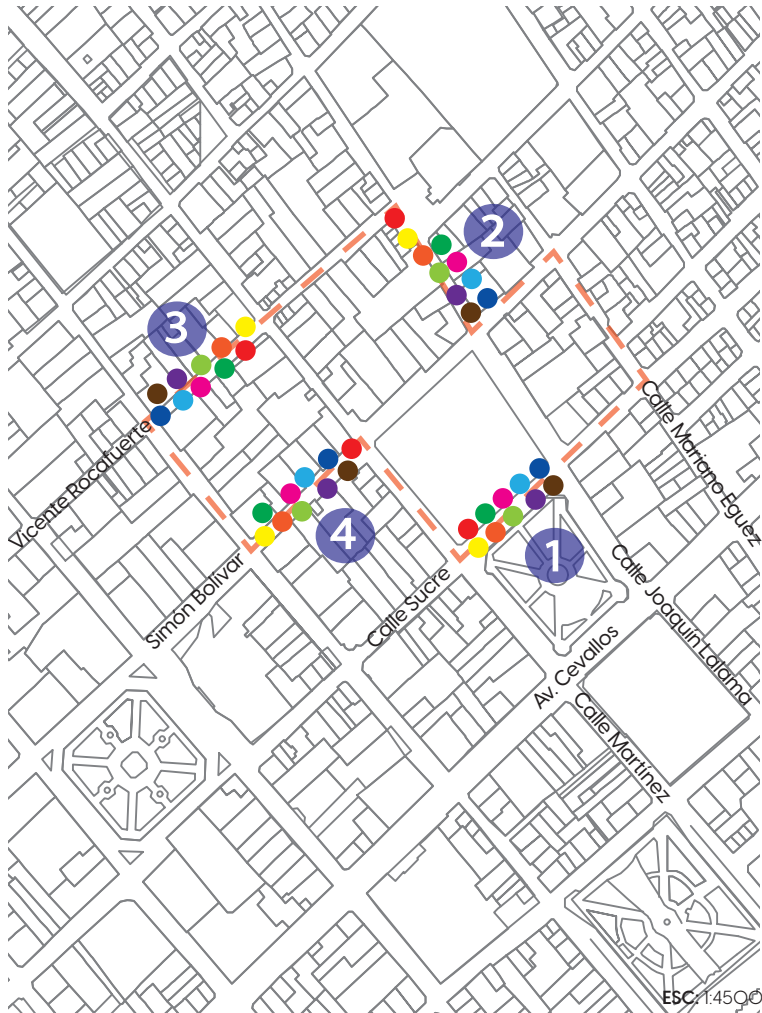 2
3
Calle Mariano Eguez
Vicente Rocafuerte
4
1
Simón Bolívar
Calle Sucre
Calle Joaquín Lalama
Av. Cevallos
Calle Martínez
ESC: 1:4500